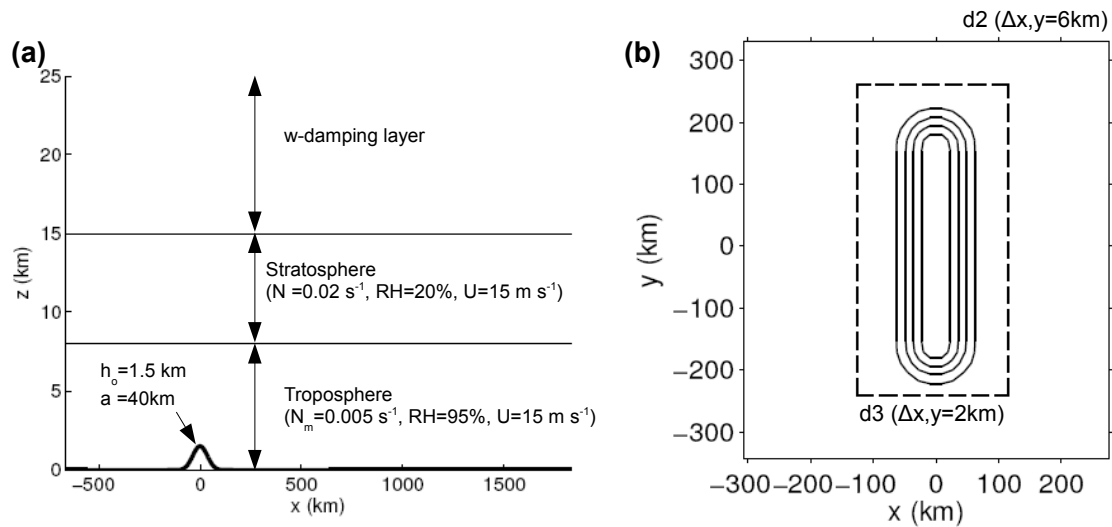 (a)
25
20
15
10
5
0
z (km)
w-damping layer
Stratosphere
(N =0.02 s⁻¹, RH=20%, U=15 m s⁻¹)
hₒ=1.5 km
a =40km
Troposphere
(Nₘ=0.005 s⁻¹, RH=95%, U=15 m s⁻¹)
−500 0 500 1000 1500
x (km)
d2 (Δx,y=6km)
(b)
300
200
100
0
−100
−200
−300
y (km)
d3 (Δx,y=2km)
−300 −200 −100 0 100 200
x (km)